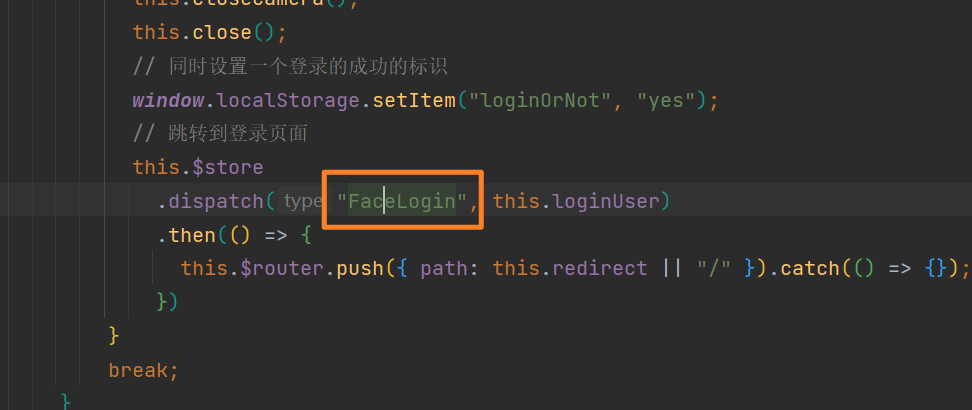 this.closeCamera();
this.close();
// 同时设置一个登录的成功的标识
window.localStorage.setItem("loginOrNot", "yes");
// 跳转到登录页面
this.$store
.dispatch( type "FaceLogin", this.loginUser)
.then(() => {
this.$router.push({ path: this.redirect || "/" }).catch(() => {});
})
}
break;
}